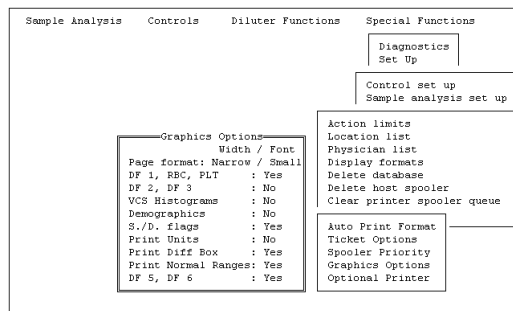 Sample Analysis Controls Diluter Functions Special Functions
Diagnostics
Set Up
Control set up
Sample analysis set up
Action limits
Location list
Physician list
Display formats
Delete database
Delete host spooler
Clear printer spooler queue
Auto Print Format
Ticket Options
Spooler Priority
Graphics Options
Optional Printer
Graphics Options
Width / Font
Page format: Narrow / Small
DF 1, RBC, PLT : Yes
DF 2, DF 3 : No
VCS Histograms : No
Demographics : No
S./D. flags : Yes
Print Units : No
Print Diff Box : Yes
Print Normal Ranges: Yes
DF 5, DF 6 : Yes